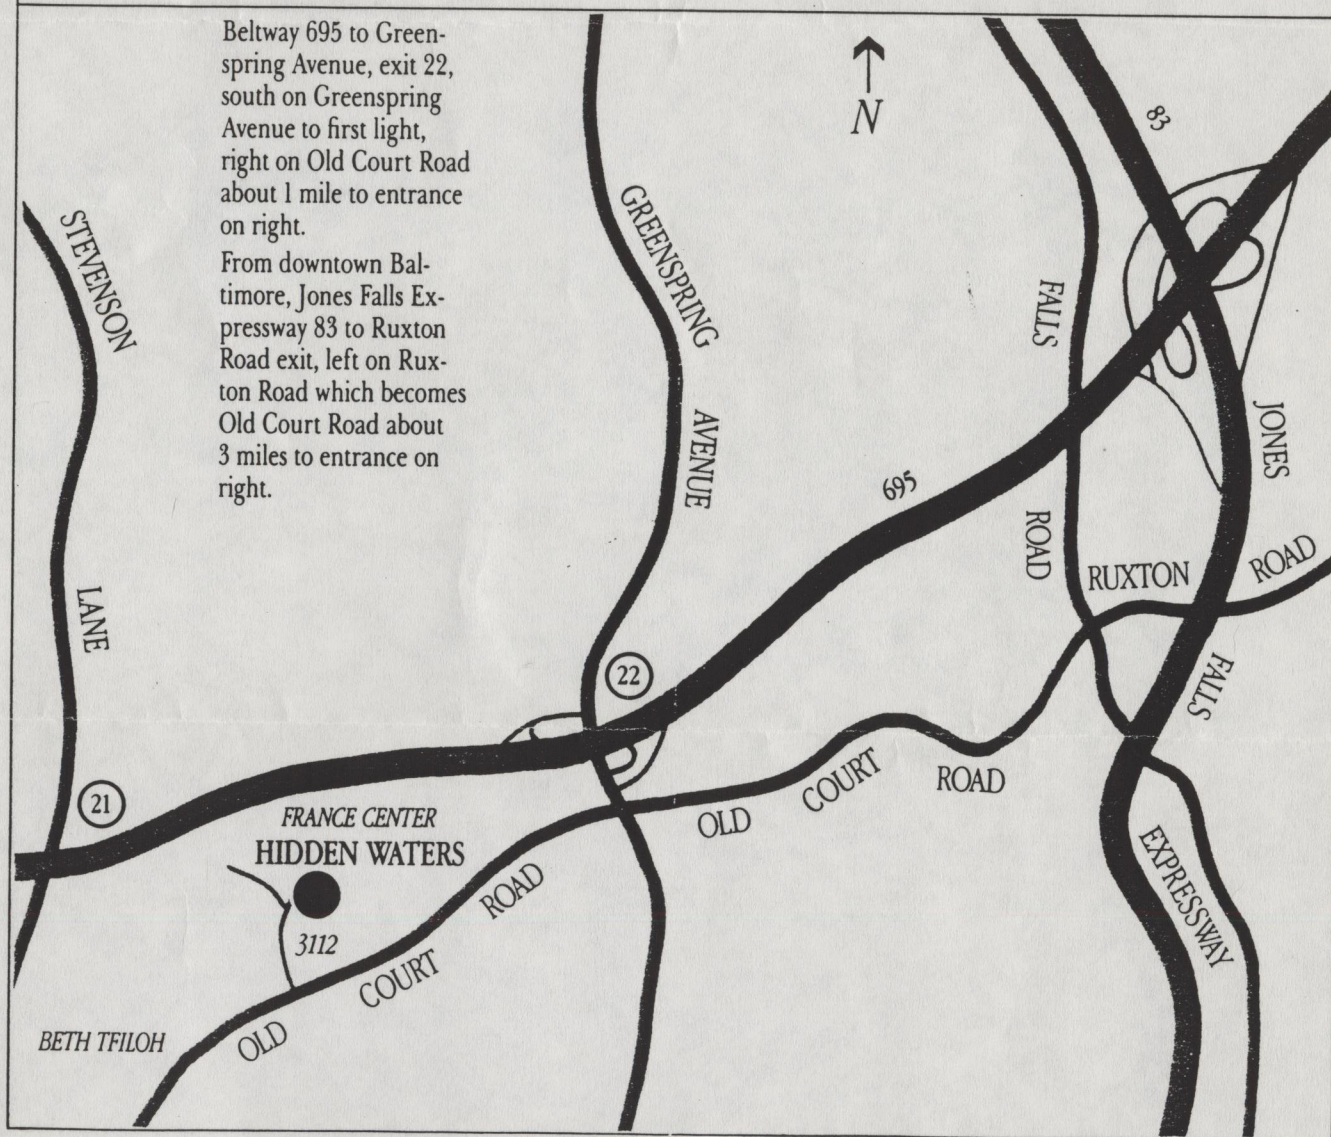 Beltway 695 to Green-
spring Avenue, exit 22,
south on Greenspring
Avenue to first light,
right on Old Court Road
about 1 mile to entrance
on right.
From downtown Bal-
timore, Jones Falls Ex-
pressway 83 to Ruxton
Road exit, left on Rux-
ton Road which becomes
Old Court Road about
3 miles to entrance on
right.
N
83
STEVENSON
LANE
GREENSPRING
AVENUE
FALLS
ROAD
695
JONES
FALLS
EXPRESSWAY
RUXTON ROAD
22
21
FRANCE CENTER
HIDDEN WATERS
3112
OLD COURT ROAD
OLD COURT ROAD
BETH TFILOH